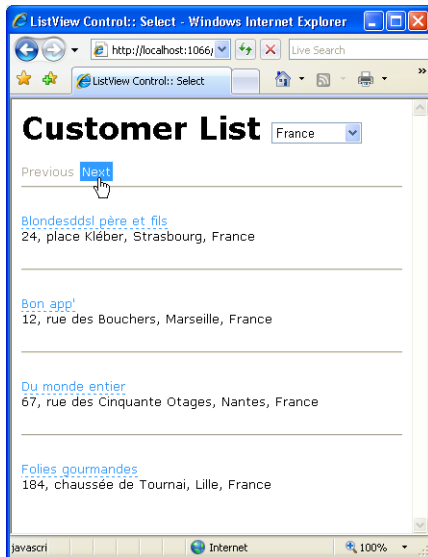 ListView Control:: Select - Windows Internet Explorer
http://localhost:1066/
Live Search
ListView Control:: Select
»
Customer List
France
Previous Next
Blondesddsl père et fils
24, place Kléber, Strasbourg, France
Bon app'
12, rue des Bouchers, Marseille, France
Du monde entier
67, rue des Cinquante Otages, Nantes, France
Folies gourmandes
184, chaussée de Tournai, Lille, France
javascri
Internet
100%